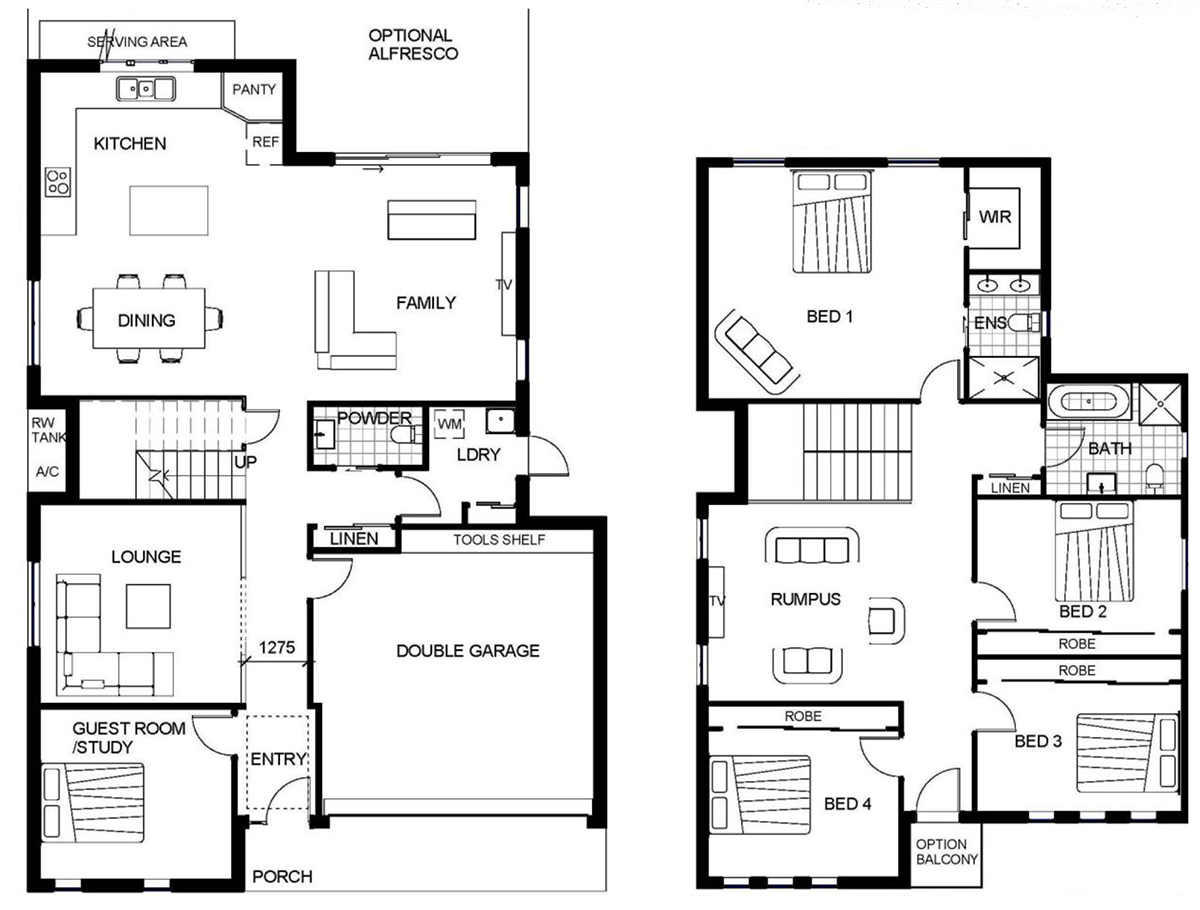 SERVING AREA
OPTIONAL
ALFRESCO
PANTY
KITCHEN
REF
TV
FAMILY
DINING
RW
TANK
A/C
UP
POWDER
WM
LDRY
LINEN
TOOLS SHELF
LOUNGE
1275
DOUBLE GARAGE
GUEST ROOM
/STUDY
ENTRY
PORCH
WIR
BED 1
ENS
BATH
LINEN
RUMPUS
TV
BED 2
ROBE
ROBE
ROBE
BED 3
BED 4
OPTION
BALCONY